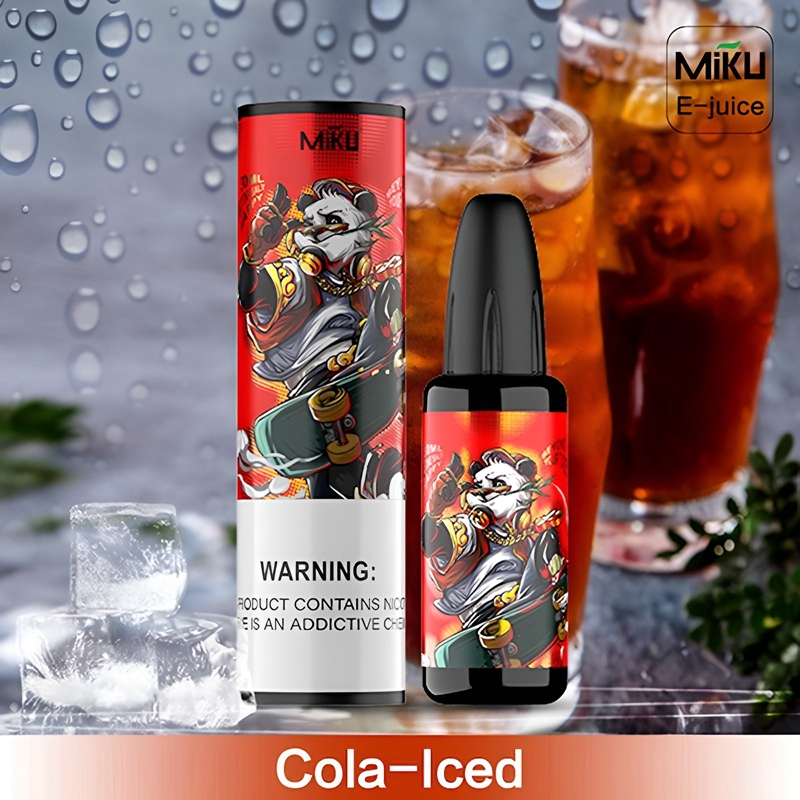 MiKU
E-juice
MiKU
WARNING:
PRODUCT CONTAINS NICO
E IS AN ADDICTIVE CHE
Cola-Iced